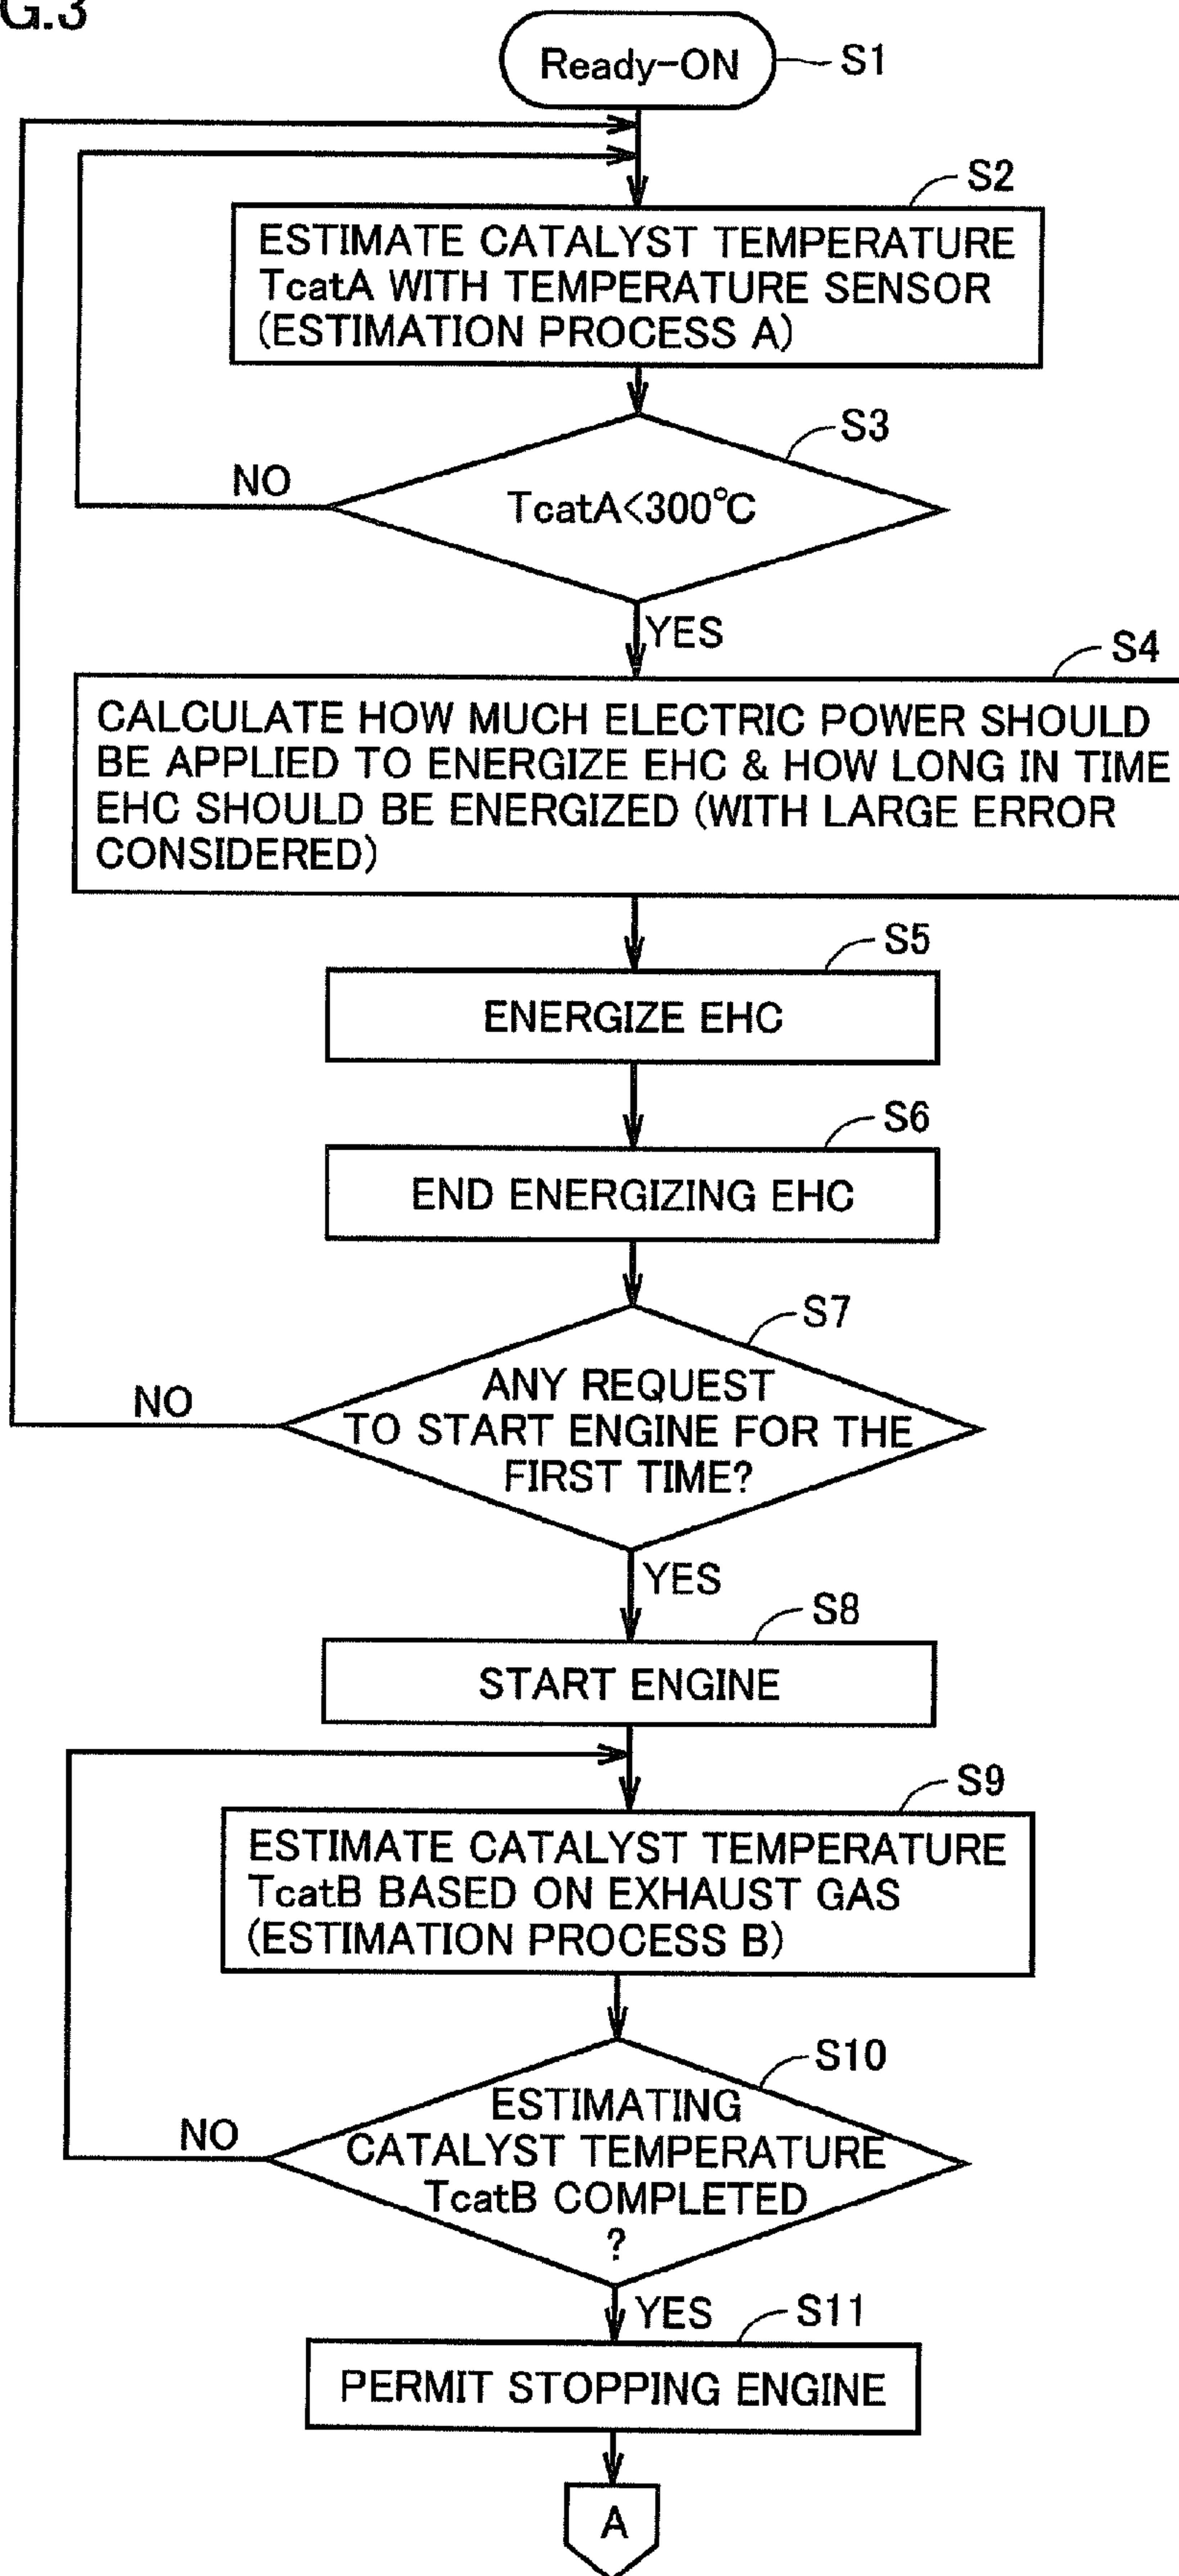 G.3
Ready-ON
S1
S2
ESTIMATE CATALYST TEMPERATURE
TcatA WITH TEMPERATURE SENSOR
(ESTIMATION PROCESS A)
S3
NO
TcatA<300°C
YES
S4
CALCULATE HOW MUCH ELECTRIC POWER SHOULD
BE APPLIED TO ENERGIZE EHC & HOW LONG IN TIME
EHC SHOULD BE ENERGIZED (WITH LARGE ERROR
CONSIDERED)
S5
ENERGIZE EHC
S6
END ENERGIZING EHC
S7
NO
ANY REQUEST
TO START ENGINE FOR THE
FIRST TIME?
YES
S8
START ENGINE
S9
ESTIMATE CATALYST TEMPERATURE
TcatB BASED ON EXHAUST GAS
(ESTIMATION PROCESS B)
S10
NO
ESTIMATING
CATALYST TEMPERATURE
TcatB COMPLETED
?
YES
S11
PERMIT STOPPING ENGINE
A